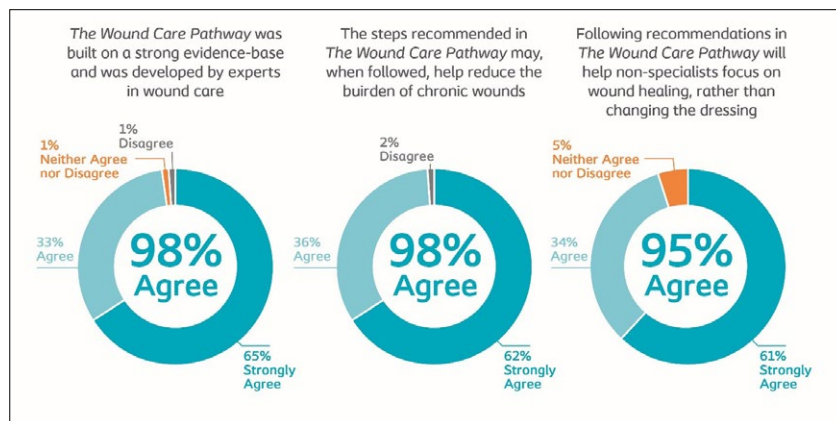 The Wound Care Pathway was
built on a strong evidence-base
and was developed by experts
in wound care
1%
Disagree
1%
Neither Agree
nor Disagree
33%
Agree
98%
Agree
65%
Strongly
Agree
The steps recommended in
The Wound Care Pathway may,
when followed, help reduce the
buirden of chronic wounds
2%
Disagree
36%
Agree
98%
Agree
62%
Strongly
Agree
Following recommendations in
The Wound Care Pathway will
help non-specialists focus on
wound healing, rather than
changing the dressing
5%
Neither Agree
nor Disagree
34%
Agree
95%
Agree
61%
Strongly
Agree